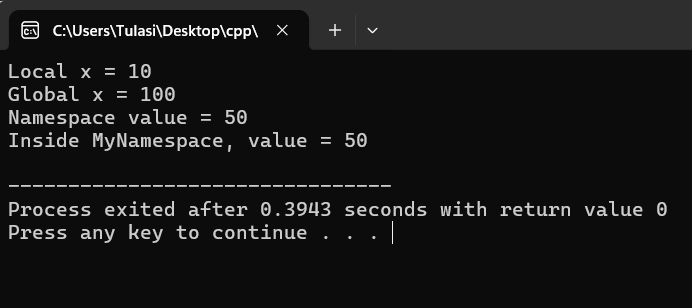 C:\Users\Tulasi\Desktop\cpp\
Local x = 10
Global x = 100
Namespace value = 50
Inside MyNamespace, value = 50
--------------------------------
Process exited after 0.3943 seconds with return value 0
Press any key to continue . . .